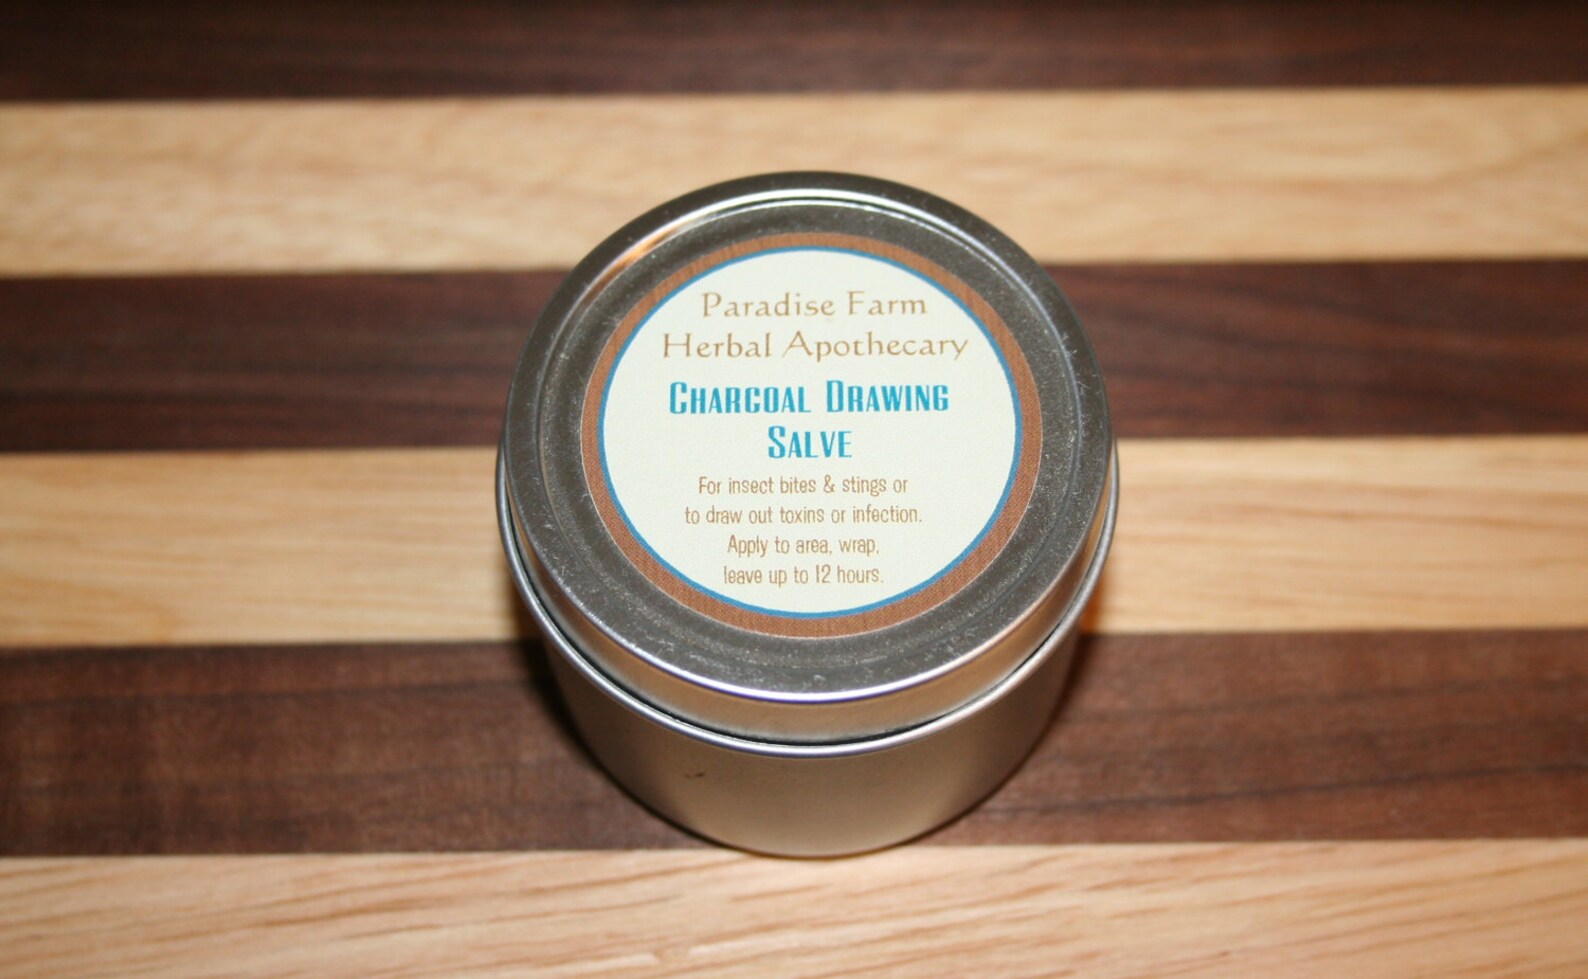 Paradise Farm
Herbal Apothecary
Charcoal Drawing
Salve
For insect bites & stings or
to draw out toxins or infection.
Apply to area, wrap,
leave up to 12 hours.